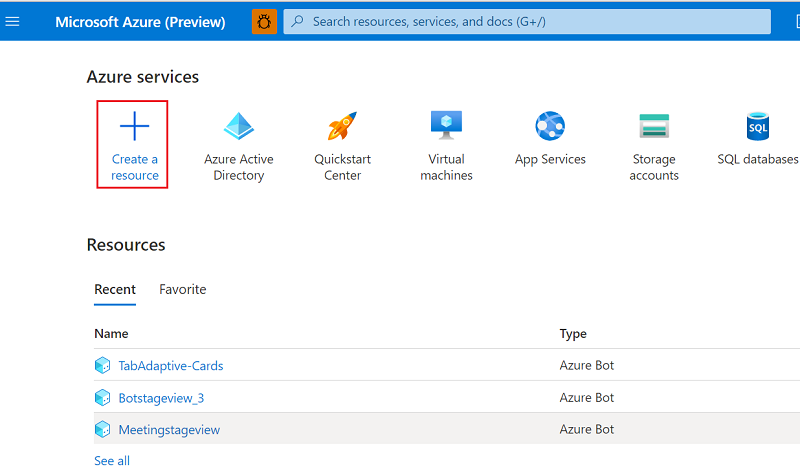 Microsoft Azure (Preview)
Search resources, services, and docs (G+/)
Azure services
Create a
resource
Azure Active
Directory
Quickstart
Center
Virtual
machines
App Services
Storage
accounts
SQL
SQL databases
Resources
Recent
Favorite
Name
Type
TabAdaptive-Cards
Azure Bot
Botstageview_3
Azure Bot
Meetingstageview
Azure Bot
See all